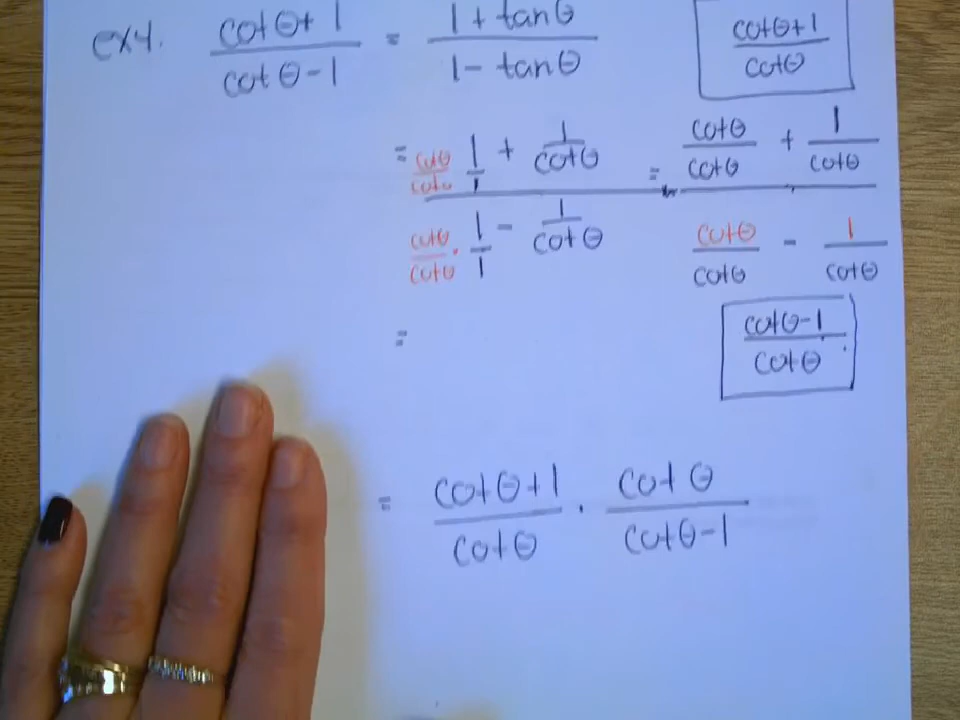 ex4. cotθ+1 / cotθ-1 = 1+tanθ / 1-tanθ
cotθ+1 / cotθ
= cotθ/cotθ 1/1 + 1/cotθ
cotθ/cotθ · 1/1 - 1/cotθ
= cotθ/cotθ + 1/cotθ
cotθ/cotθ - 1/cotθ
=
cotθ-1 / cotθ
= cotθ+1 / cotθ · cotθ / cotθ-1